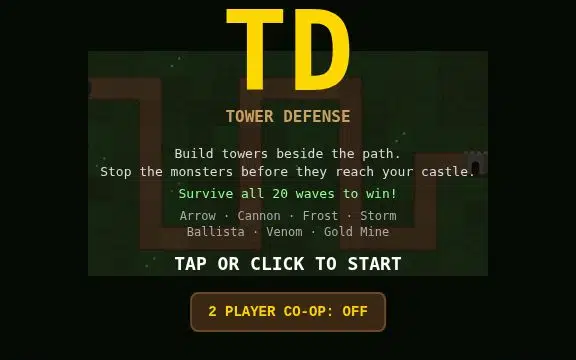 TD
TOWER DEFENSE
Build towers beside the path.
Stop the monsters before they reach your castle.
Survive all 20 waves to win!
Arrow · Cannon · Frost · Storm
Ballista · Venom · Gold Mine
TAP OR CLICK TO START
2 PLAYER CO-OP: OFF